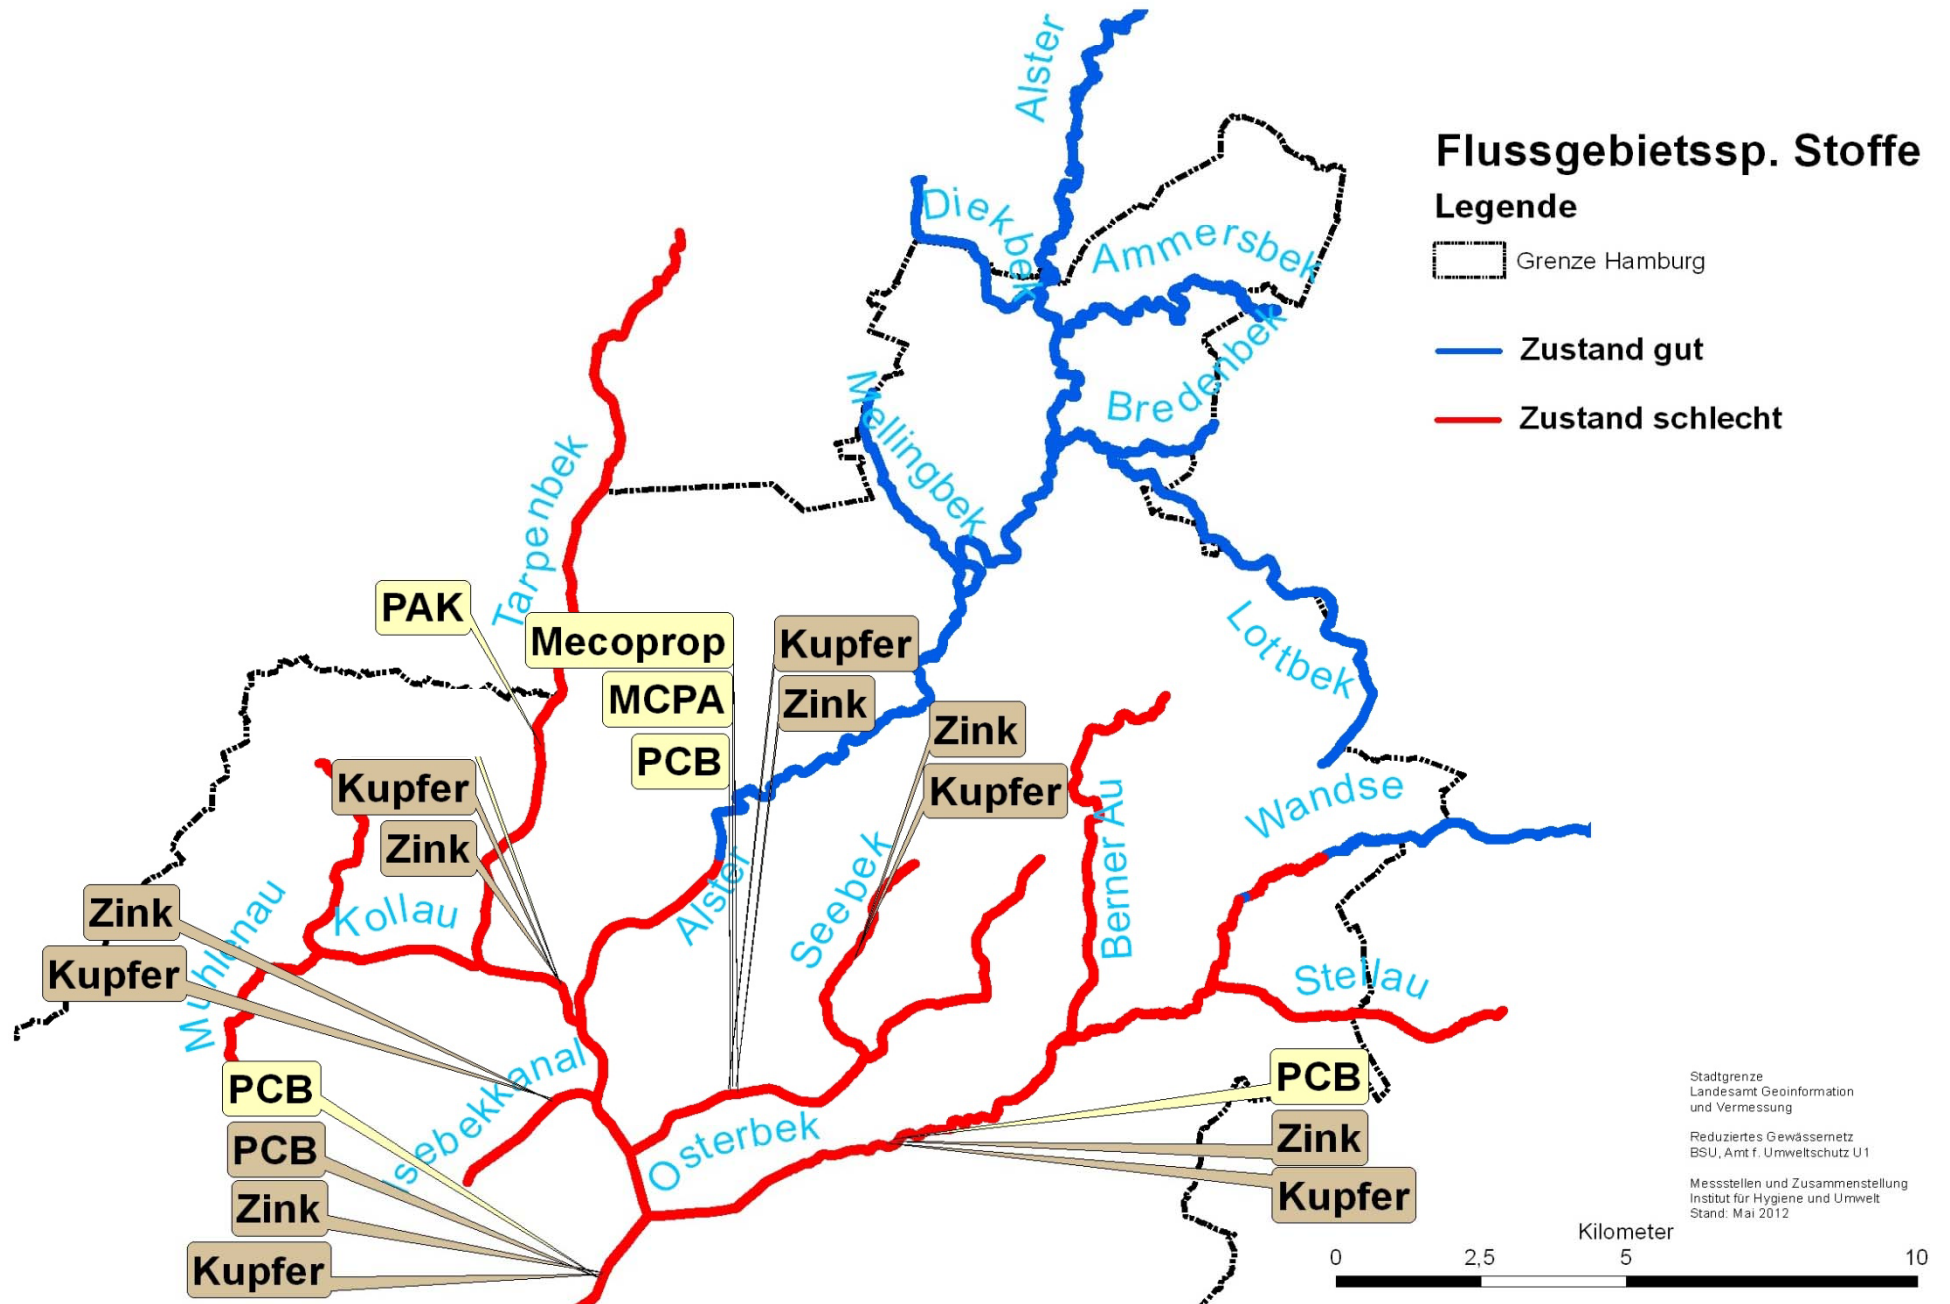 Alster
Flussgebietssp. Stoffe
Legende
Grenze Hamburg
Zustand gut
Zustand schlecht
Diekbek
Ammersbek
Bredenbek
Mellingbek
Tarpenbek
Lottbek
PAK
Mecoprop
MCPA
PCB
Kupfer
Zink
Zink
Kupfer
Kupfer
Zink
Wandse
Berner Au
Seebek
Alster
Kollau
Zink
Kupfer
Mühlenau
Stellau
Isebekkanal
Osterbek
PCB
PCB
Zink
Kupfer
PCB
Zink
Kupfer
Stadtgrenze
Landesamt Geoinformation
und Vermessung
Reduziertes Gewässernetz
BSU, Amt f. Umweltschutz U1
Messstellen und Zusammenstellung
Institut für Hygiene und Umwelt
Stand: Mai 2012
Kilometer
0 2,5 5 10